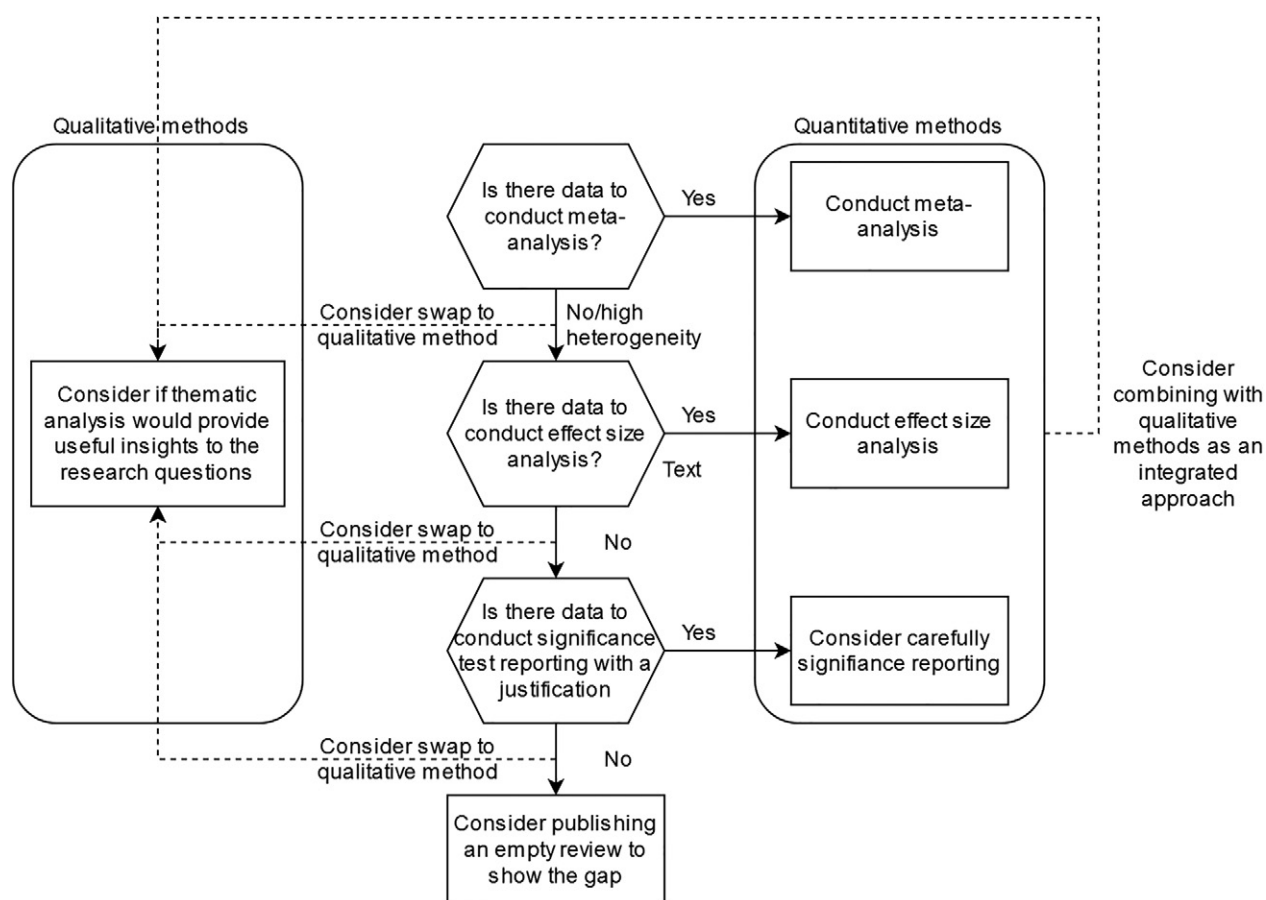 Qualitative methods
Quantitative methods
Is there data to
conduct meta-
analysis?
Yes
Conduct meta-
analysis
Consider swap to
qualitative method
No/high
heterogeneity
Consider if thematic
analysis would provide
useful insights to the
research questions
Is there data to
conduct effect size
analysis?
Yes
Text
Conduct effect size
analysis
Consider
combining with
qualitative
methods as an
integrated
approach
Consider swap to
qualitative method
No
Is there data to
conduct significance
test reporting with a
justification
Yes
Consider carefully
signifiance reporting
Consider swap to
qualitative method
No
Consider publishing
an empty review to
show the gap